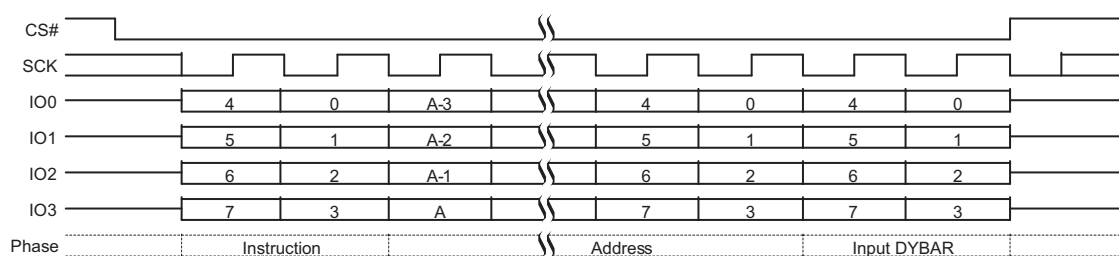 CS#
SCK
IO0 4 0 A-3 4 0 4 0
IO1 5 1 A-2 5 1 5 1
IO2 6 2 A-1 6 2 6 2
IO3 7 3 A 7 3 7 3
Phase Instruction Address Input DYBAR